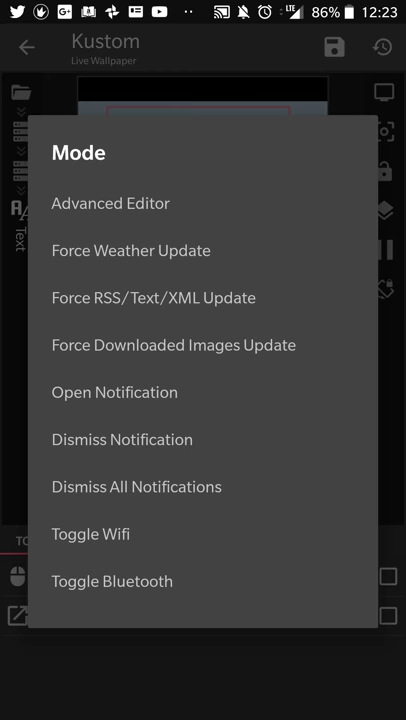 LTE 86% 12:23
Kustom
Live Wallpaper
Mode
Advanced Editor
Force Weather Update
Force RSS/Text/XML Update
Force Downloaded Images Update
Open Notification
Dismiss Notification
Dismiss All Notifications
Toggle Wifi
Toggle Bluetooth
Text